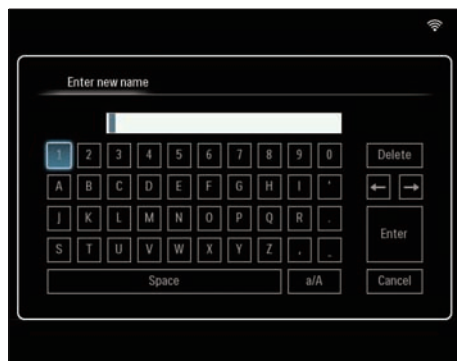 Enter new name
1 2 3 4 5 6 7 8 9 0 Delete
A B C D E F G H I ' ← →
J K L M N O P Q R . Enter
S T U V W X Y Z , _
Space a/A Cancel